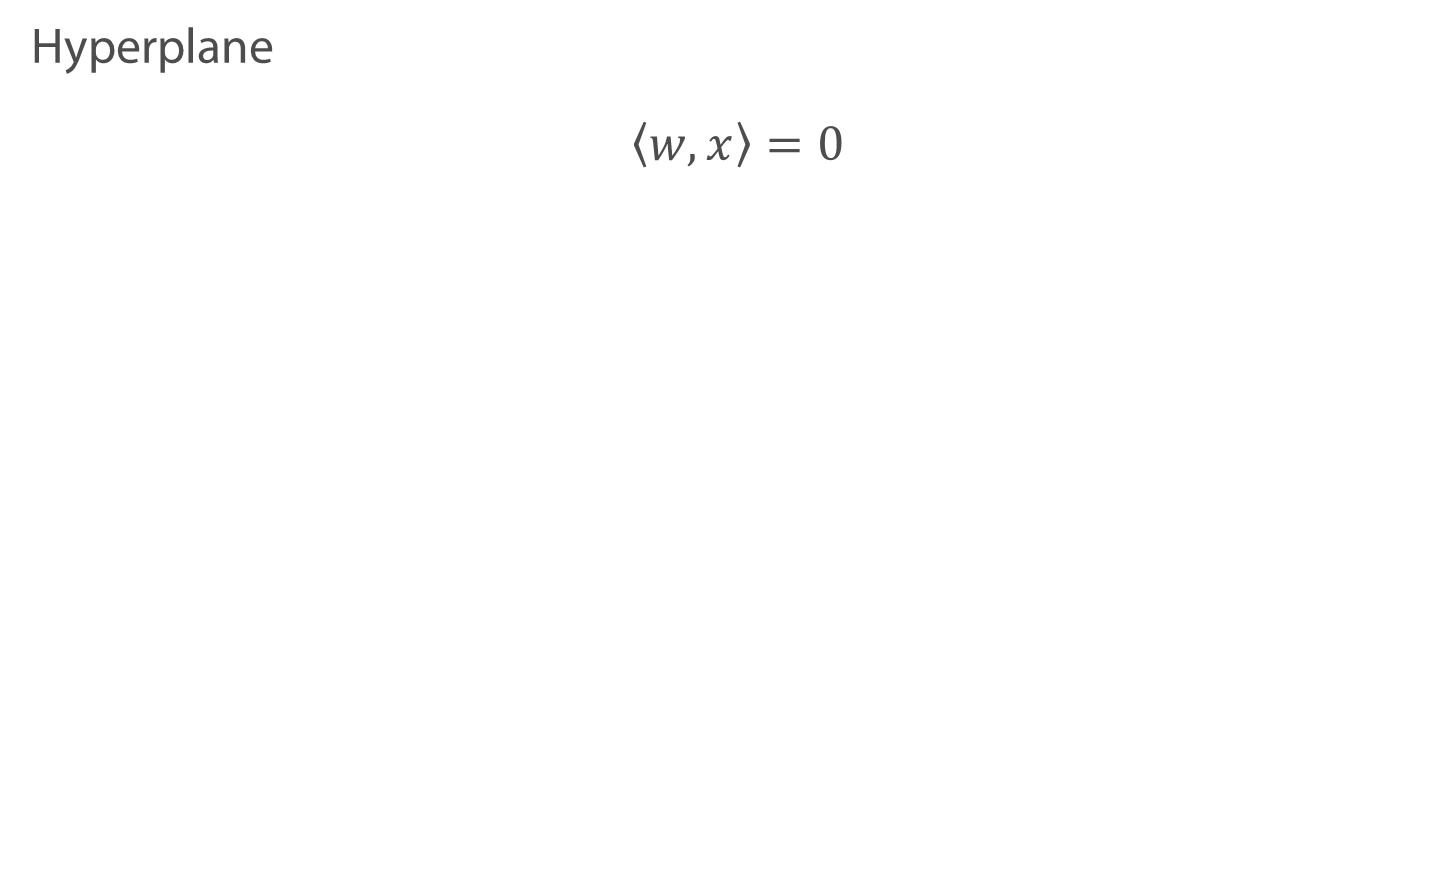 Hyperplane
⟨w, x⟩ = 0